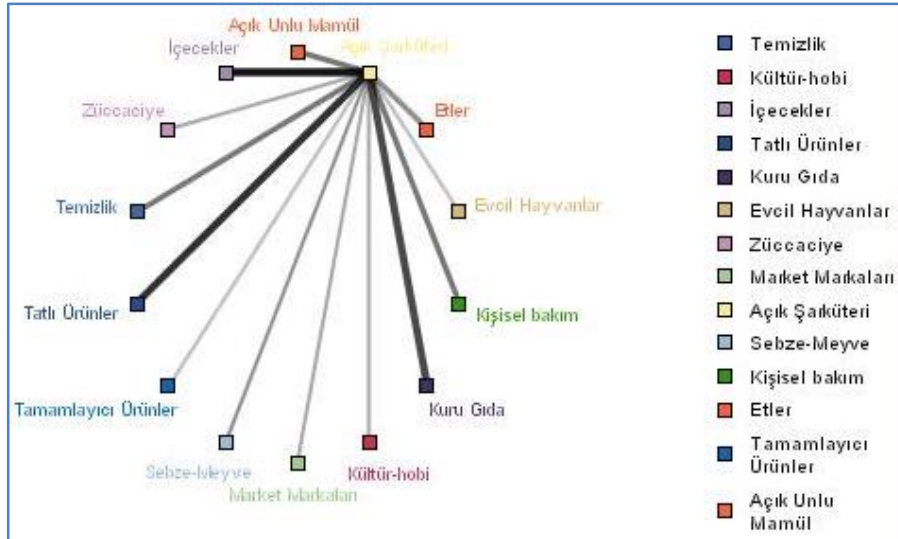 Açık Unlu Mamül
Açık Şarküteri
İçecekler
Züccaciye
Etler
Temizlik
Evcil Hayvanlar
Tatlı Ürünler
Kişisel bakım
Tamamlayıcı Ürünler
Kuru Gıda
Sebze-Meyve
Kültür-hobi
Market Markaları
Temizlik
Kültür-hobi
İçecekler
Tatlı Ürünler
Kuru Gıda
Evcil Hayvanlar
Züccaciye
Market Markaları
Açık Şarküteri
Sebze-Meyve
Kişisel bakım
Etler
Tamamlayıcı
Ürünler
Açık Unlu
Mamül